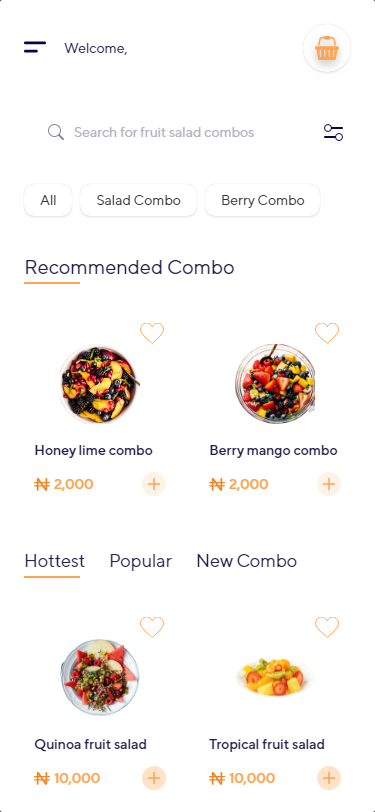 Welcome,
Search for fruit salad combos
All Salad Combo Berry Combo
Recommended Combo
Honey lime combo Berry mango combo
₦ 2,000 ₦ 2,000
Hottest Popular New Combo
Quinoa fruit salad Tropical fruit salad
₦ 10,000 ₦ 10,000